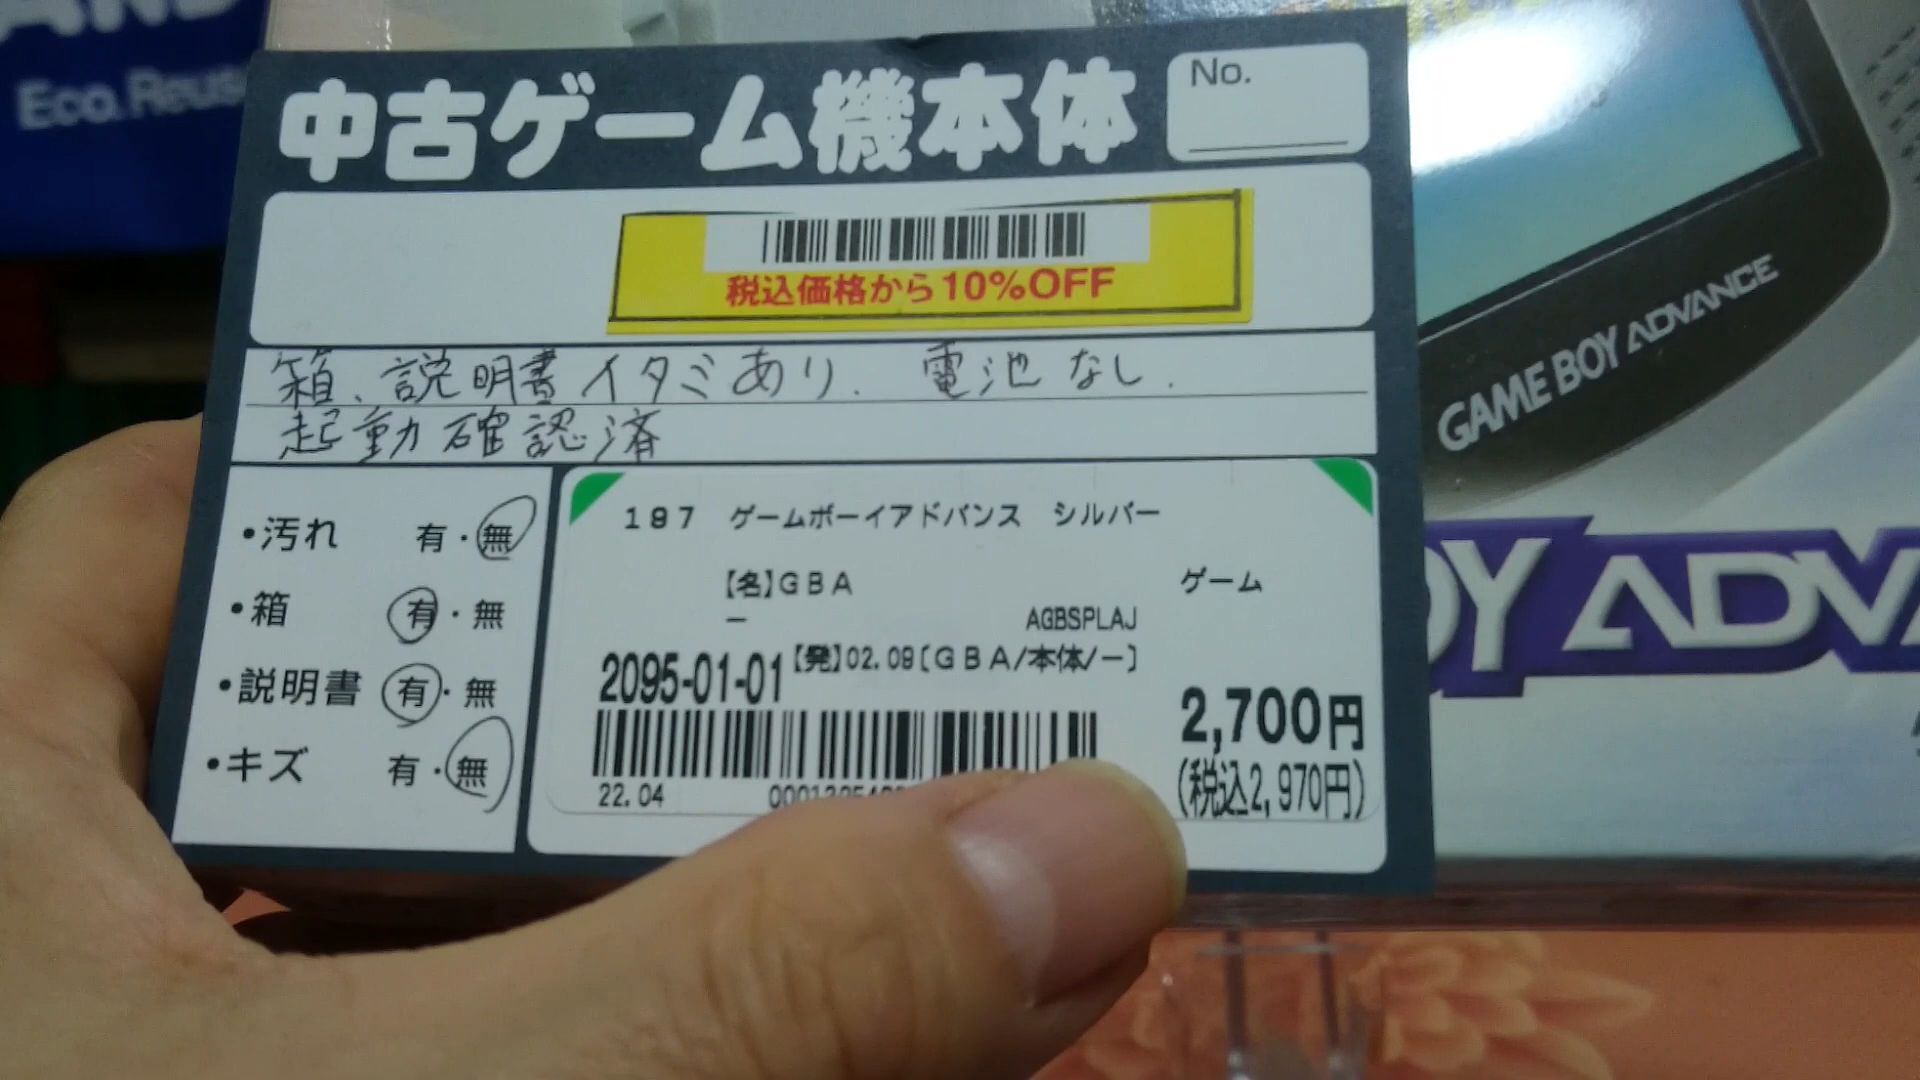 Eco.Reus
中古ゲーム機本体
No.
税込価格から10%OFF
箱、説明書イタミあり. 電池なし.
起動確認済
•汚れ 有・無
•箱 有・無
•説明書 有・無
•キズ 有・無
197 ゲームボーイアドバンス シルバー
【名】GBA
ゲーム
ー
AGBSPLAJ
2095-01-01
【発】02.09[GBA/本体/ー]
2,700円
(税込2,970円)
22.04
GAME BOY ADVANCE
OY ADVA